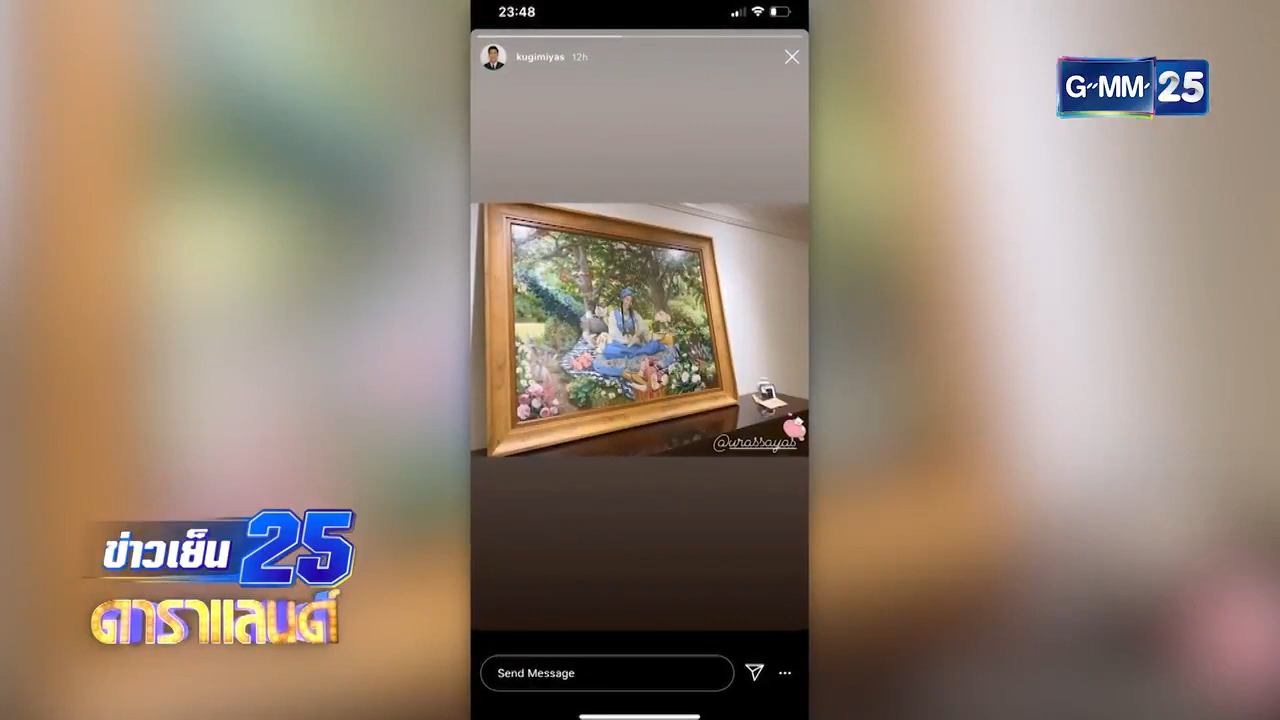 23:48
kugimiyas 12h
G"MM' 25
@urassayas
ข่าวเย็น 25
ดาราแลนด์
Send Message